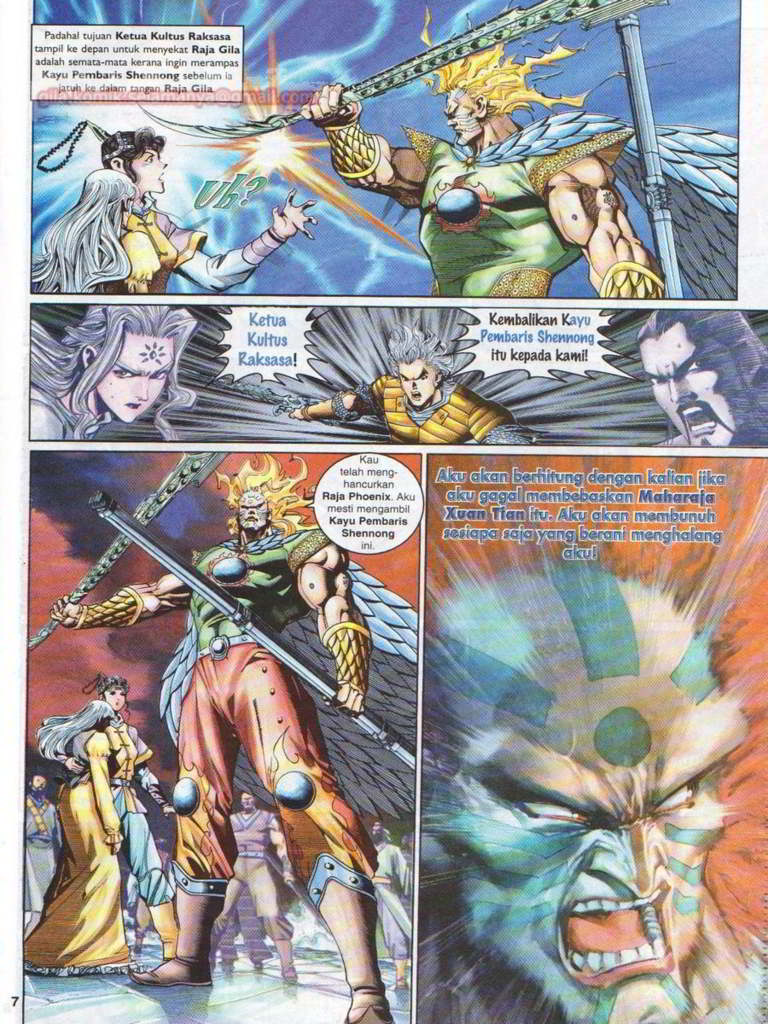 Padahal tujuan Ketua Kultus Raksasa
tampil ke depan untuk menyekat Raja Gila
adalah semata-mata kerana ingin merampas
Kayu Pembaris Shennong sebelum ia
jatuh ke dalam tangan Raja Gila.
Uh?
Ketua
Kultus
Raksasa!
Kembalikan Kayu
Pembaris Shennong
itu kepada kami!
Kau
telah meng-
hancurkan
Raja Phoenix. Aku
mesti mengambil
Kayu Pembaris
Shennong
ini.
Aku akan berhitung dengan kalian jika
aku gagal membebaskan Maharaja
Xuan Tian itu. Aku akan membunuh
sesiapa saja yang berani menghalang
aku!
7